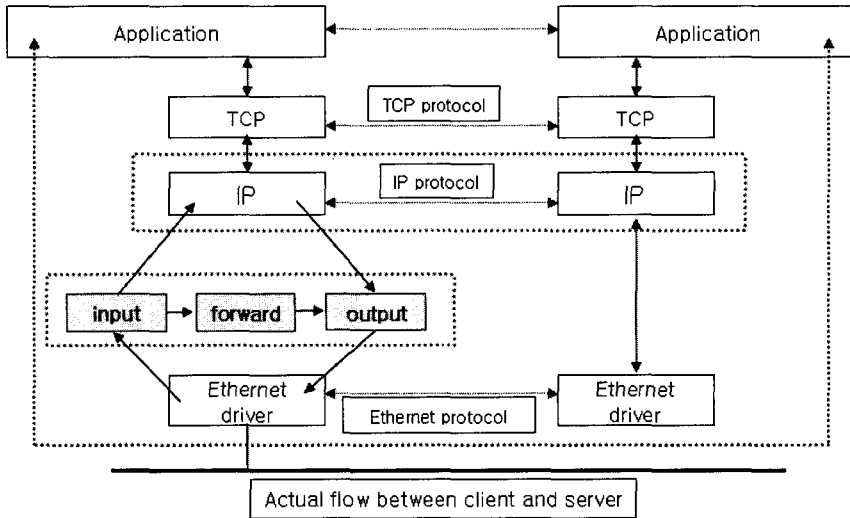 Application
Application
TCP protocol
TCP
TCP
IP protocol
IP
IP
input
forward
output
Ethernet
driver
Ethernet
driver
Ethernet protocol
Actual flow between client and server